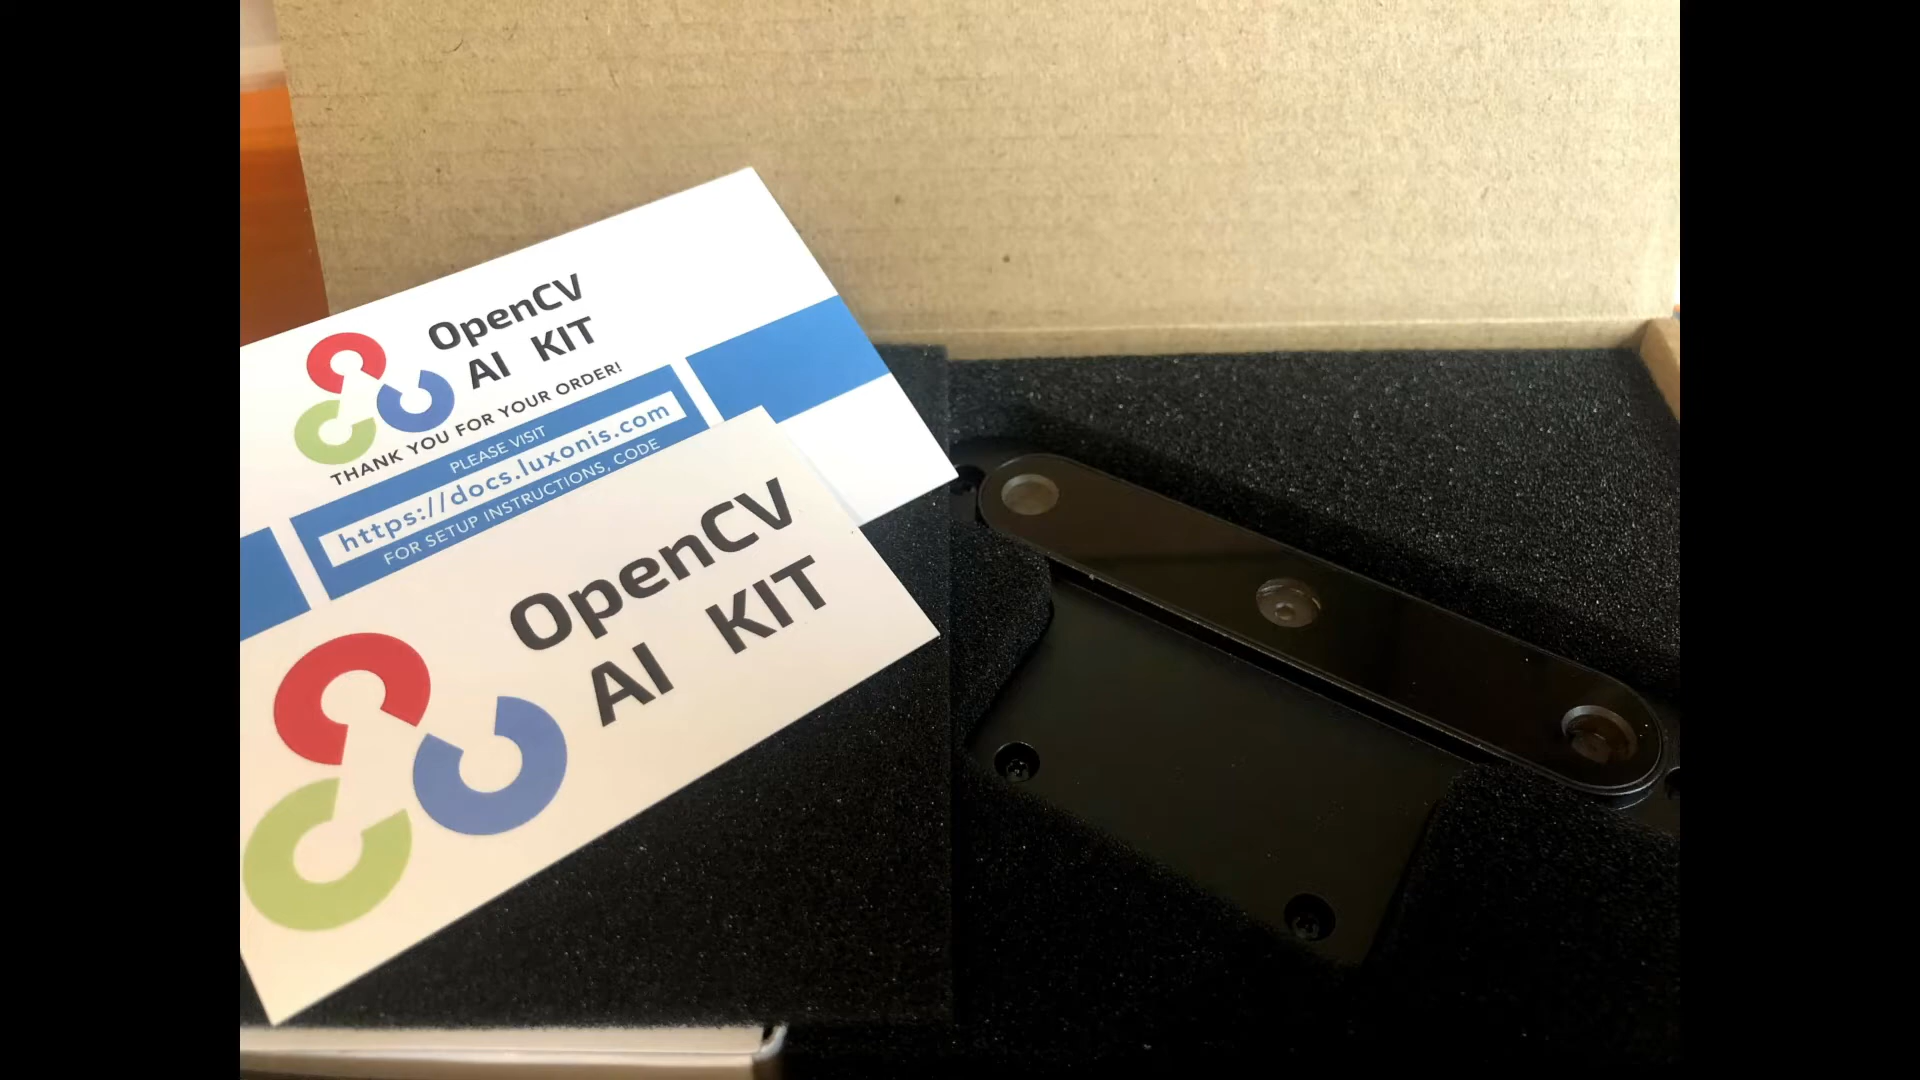 OpenCV
AI KIT
THANK YOU FOR YOUR ORDER!
PLEASE VISIT
https://docs.luxonis.com
FOR SETUP INSTRUCTIONS, CODE
OpenCV
AI KIT